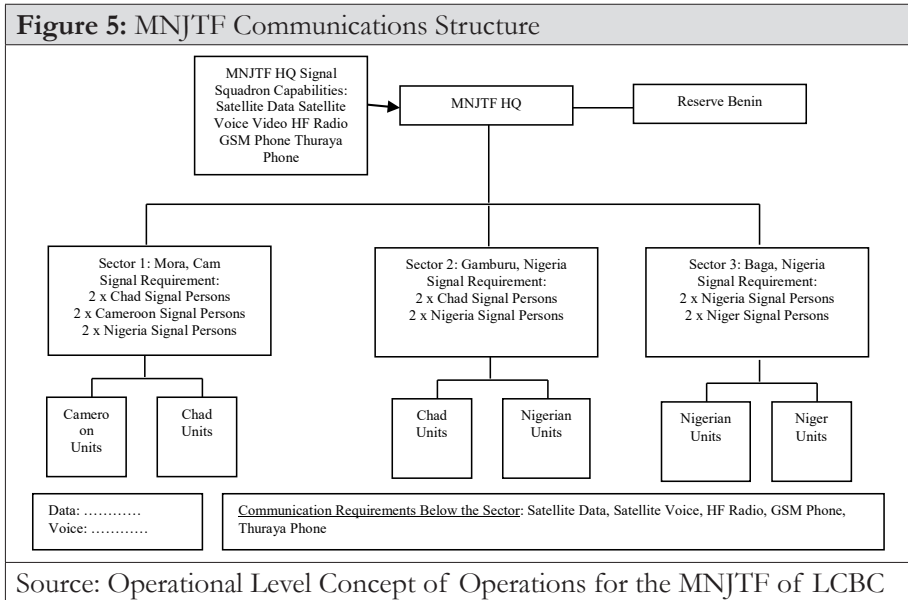 Figure 5: MNJTF Communications Structure
MNJTF HQ Signal
Squadron Capabilities:
Satellite Data Satellite
Voice Video HF Radio
GSM Phone Thuraya
Phone
MNJTF HQ
Reserve Benin
Sector 1: Mora, Cam
Signal Requirement:
2 x Chad Signal Persons
2 x Cameroon Signal Persons
2 x Nigeria Signal Persons
Sector 2: Gamburu, Nigeria
Signal Requirement:
2 x Chad Signal Persons
2 x Nigeria Signal Persons
Sector 3: Baga, Nigeria
Signal Requirement:
2 x Nigeria Signal Persons
2 x Niger Signal Persons
Camero
on
Units
Chad
Units
Chad
Units
Nigerian
Units
Nigerian
Units
Niger
Units
Data: …………
Voice: …………
Communication Requirements Below the Sector: Satellite Data, Satellite Voice, HF Radio, GSM Phone,
Thuraya Phone
Source: Operational Level Concept of Operations for the MNJTF of LCBC